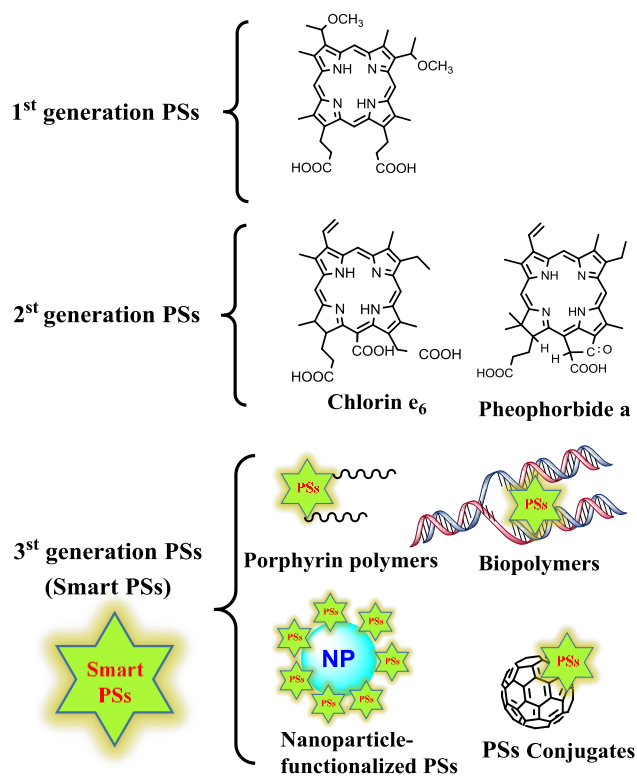 OCH3
OCH3
NH
N
N
HN
HOOC
COOH
1st generation PSs
NH
N
N
HN
COOH
COOH
HOOC
Chlorin e6
NH
N
N
HN
H
H
C:O
COOH
HOOC
Pheophorbide a
2st generation PSs
PSs
Porphyrin polymers
PSs
Biopolymers
3st generation PSs
(Smart PSs)
Smart
PSs
PSs
PSs
PSs
PSs
NP
PSs
PSs
PSs
PSs
Nanoparticle-
functionalized PSs
PSs
PSs Conjugates